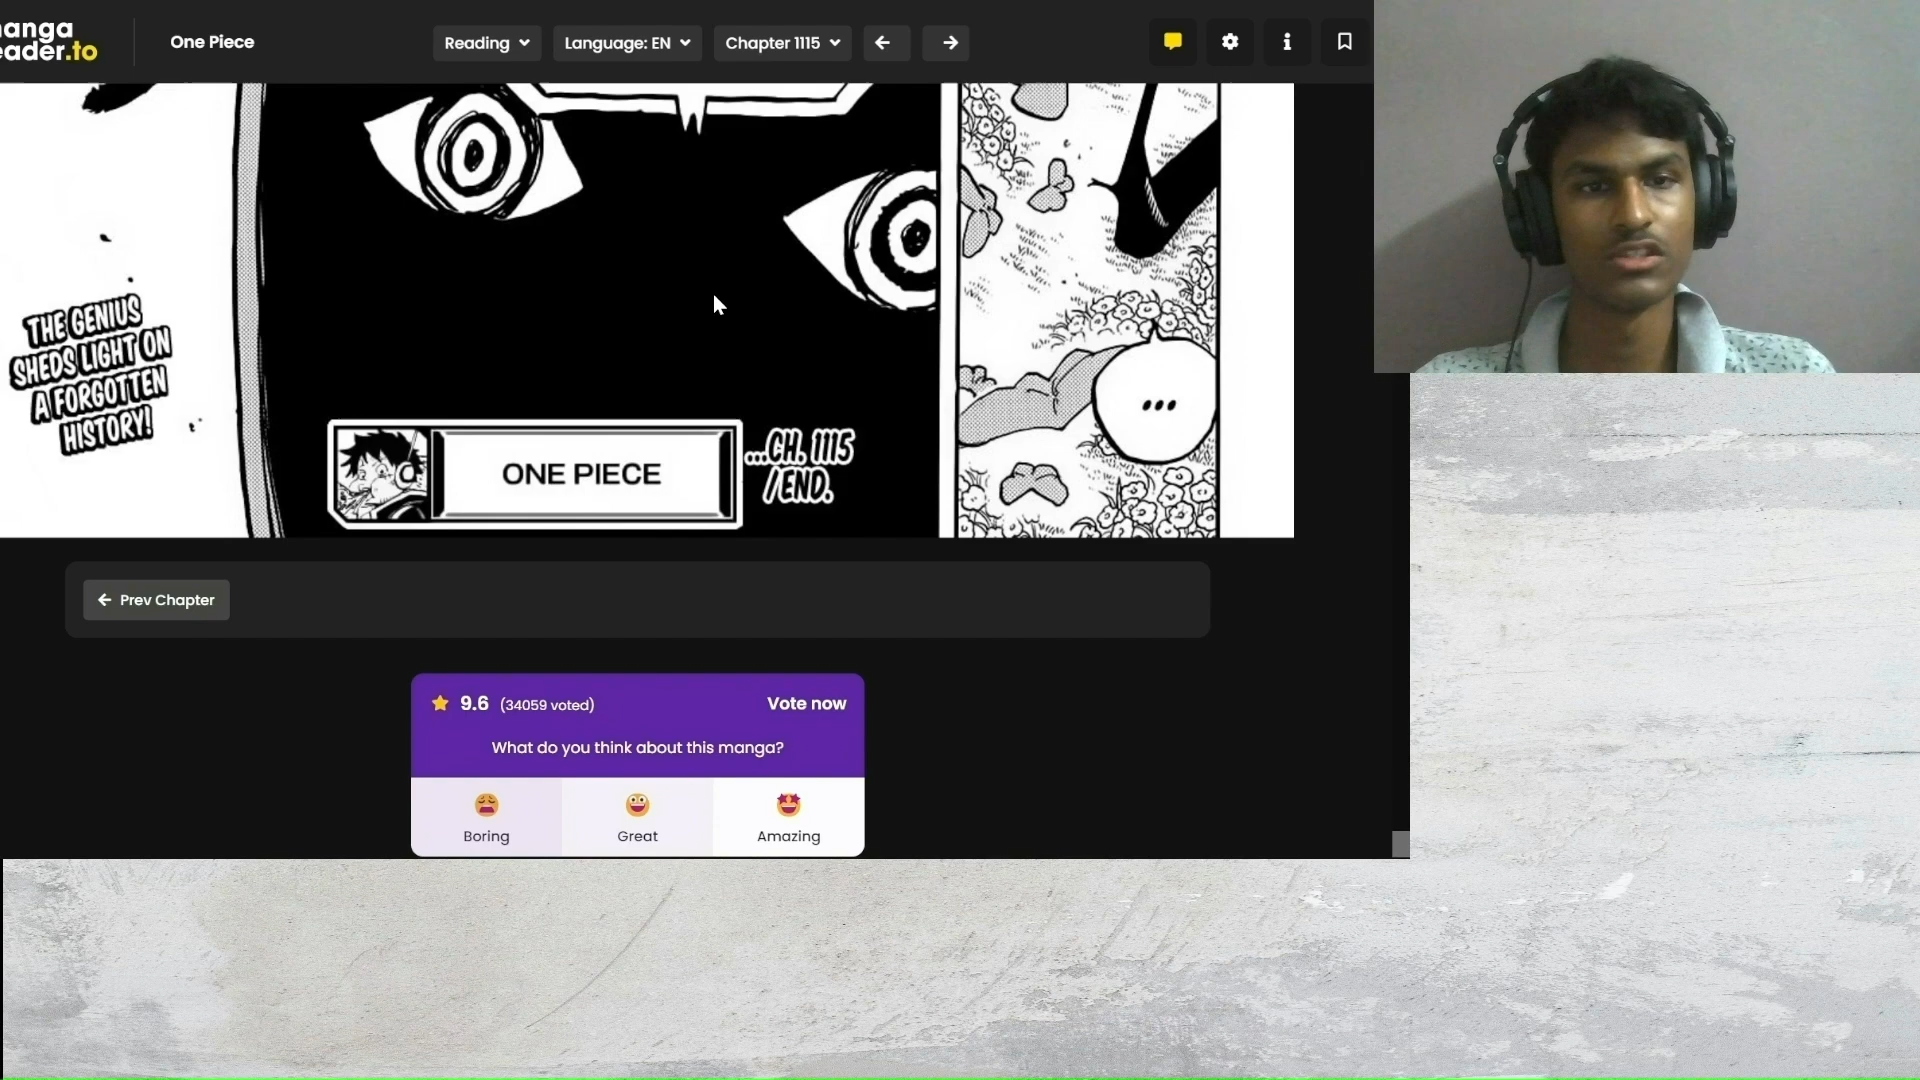 anga
eader.to
One Piece
Reading
Language: EN
Chapter 1115
THE GENIUS
SHEDS LIGHT ON
A FORGOTTEN
HISTORY!
...
ONE PIECE
...CH. 1115
/END.
Prev Chapter
9.6 (34059 voted)
Vote now
What do you think about this manga?
Boring
Great
Amazing